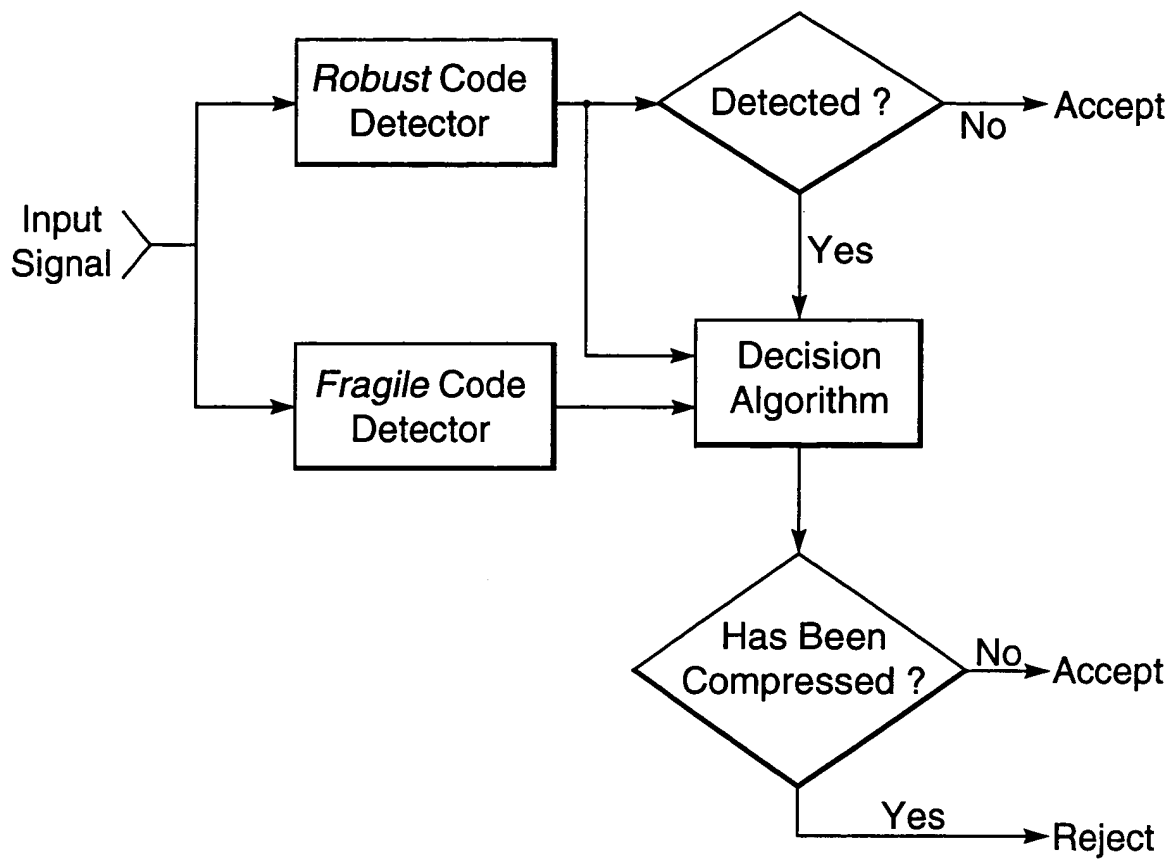 Robust Code
Detector
Detected ?
No
Accept
Input
Signal
Yes
Fragile Code
Detector
Decision
Algorithm
Has Been
Compressed ?
No
Accept
Yes
Reject